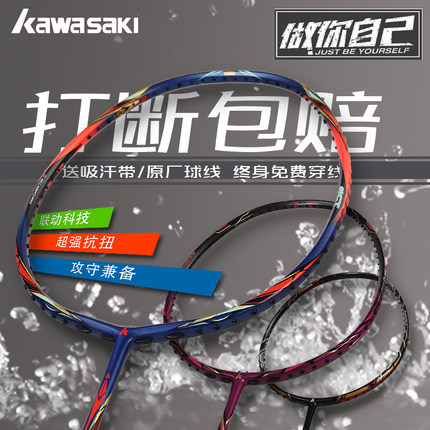 Kawasaki
做你自己
JUST BE YOURSELF
打断包赔
送吸汗带/原厂球线 终身免费穿线
联动科技
超强抗扭
攻守兼备